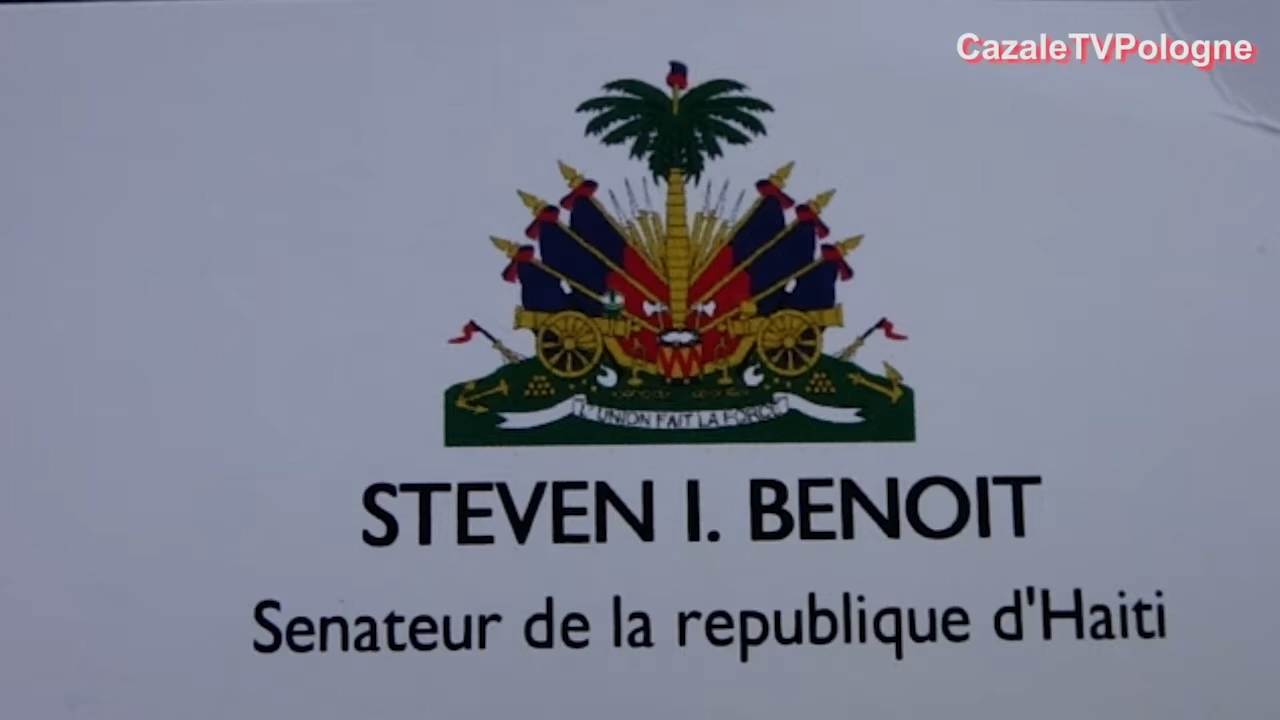 CazaleTVPologne
L'UNION FAIT LA FORCE
STEVEN I. BENOIT
Senateur de la republique d'Haiti